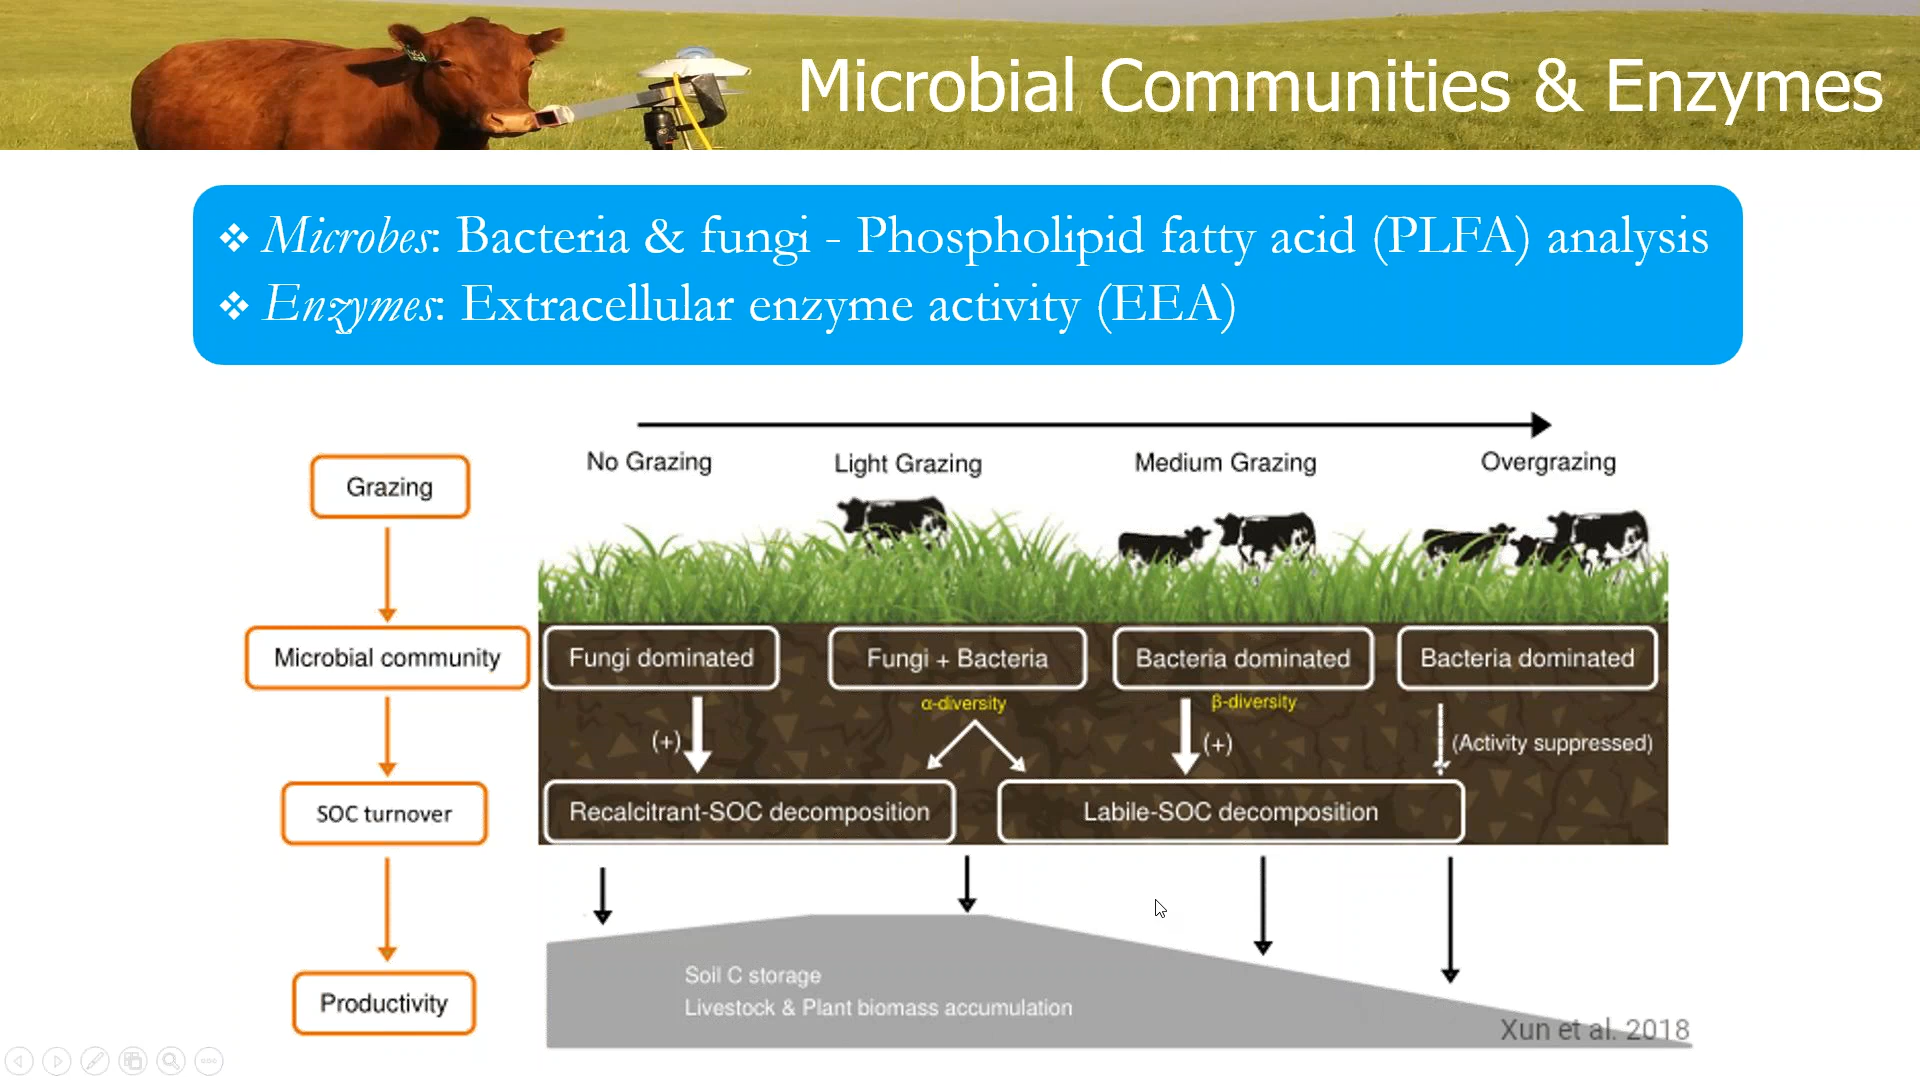 Microbial Communities & Enzymes
❖ Microbes: Bacteria & fungi - Phospholipid fatty acid (PLFA) analysis
❖ Enzymes: Extracellular enzyme activity (EEA)
No Grazing
Light Grazing
Medium Grazing
Overgrazing
Grazing
Microbial community
Fungi dominated
Fungi + Bacteria
Bacteria dominated
Bacteria dominated
α-diversity
β-diversity
(+)
(+)
(Activity suppressed)
SOC turnover
Recalcitrant-SOC decomposition
Labile-SOC decomposition
Productivity
Soil C storage
Livestock & Plant biomass accumulation
Xun et al. 2018